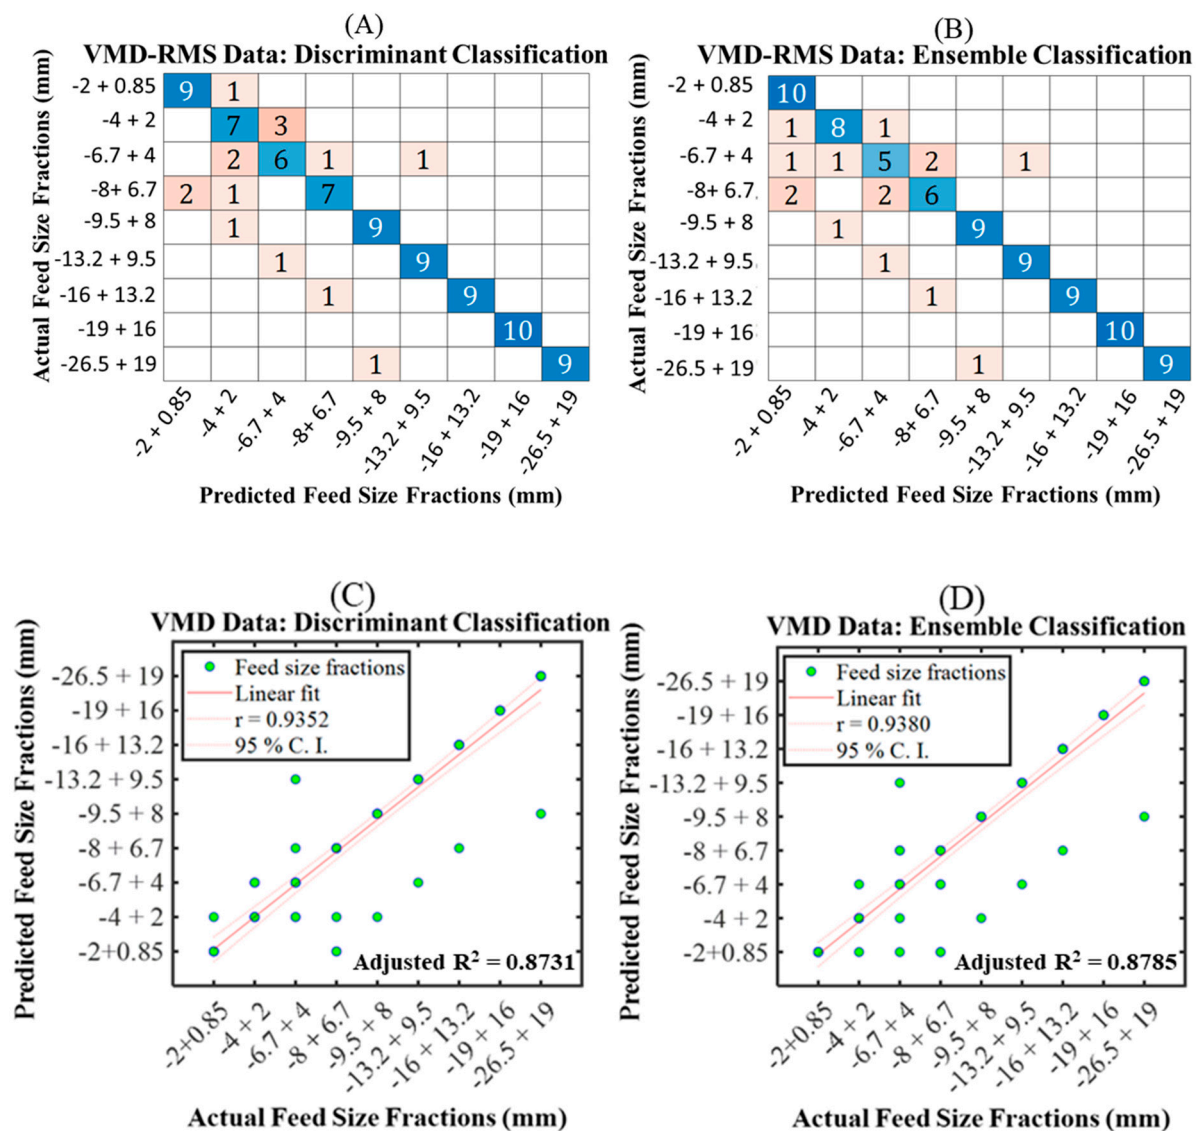 (A)
VMD-RMS Data: Discriminant Classification
Actual Feed Size Fractions (mm)
-2 + 0.85 9 1
-4 + 2 7 3
-6.7 + 4 2 6 1 1
-8+ 6.7 2 1 7
-9.5 + 8 1 9
-13.2 + 9.5 1 9
-16 + 13.2 1 9
-19 + 16 10
-26.5 + 19 1 9
-2 + 0.85 -4 + 2 -6.7 + 4 -8+ 6.7 -9.5 + 8 -13.2 + 9.5 -16 + 13.2 -19 + 16 -26.5 + 19
Predicted Feed Size Fractions (mm)
(B)
VMD-RMS Data: Ensemble Classification
Actual Feed Size Fractions (mm)
-2 + 0.85 10
-4 + 2 1 8 1
-6.7 + 4 1 1 5 2 1
-8+ 6.7 2 2 6
-9.5 + 8 1 9
-13.2 + 9.5 1 9
-16 + 13.2 1 9
-19 + 16 10
-26.5 + 19 1 9
-2 + 0.85 -4 + 2 -6.7 + 4 -8+ 6.7 -9.5 + 8 -13.2 + 9.5 -16 + 13.2 -19 + 16 -26.5 + 19
Predicted Feed Size Fractions (mm)
(C)
VMD Data: Discriminant Classification
Predicted Feed Size Fractions (mm)
Feed size fractions
Linear fit
r = 0.9352
95 % C. I.
-26.5 + 19
-19 + 16
-16 + 13.2
-13.2 + 9.5
-9.5 + 8
-8 + 6.7
-6.7 + 4
-4 + 2
-2+0.85
Adjusted R² = 0.8731
-2+0.85 -4 + 2 -6.7 + 4 -8 + 6.7 -9.5 + 8 -13.2 + 9.5 -16 + 13.2 -19 + 16 -26.5 + 19
Actual Feed Size Fractions (mm)
(D)
VMD Data: Ensemble Classification
Predicted Feed Size Fractions (mm)
Feed size fractions
Linear fit
r = 0.9380
95 % C. I.
-26.5 + 19
-19 + 16
-16 + 13.2
-13.2 + 9.5
-9.5 + 8
-8 + 6.7
-6.7 + 4
-4 + 2
-2+0.85
Adjusted R² = 0.8785
-2+0.85 -4 + 2 -6.7 + 4 -8 + 6.7 -9.5 + 8 -13.2 + 9.5 -16 + 13.2 -19 + 16 -26.5 + 19
Actual Feed Size Fractions (mm)